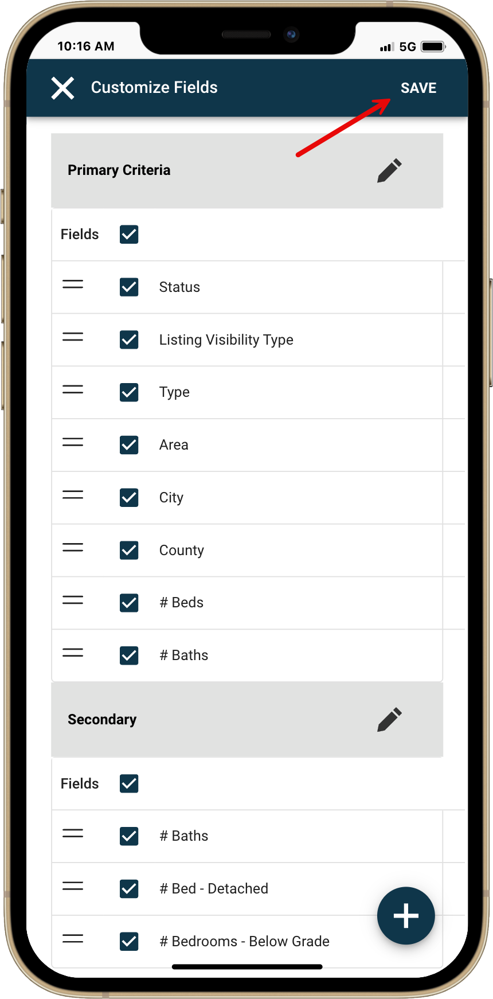 10:16 AM
5G
Customize Fields
SAVE
Primary Criteria
Fields
Status
Listing Visibility Type
Type
Area
City
County
# Beds
# Baths
Secondary
Fields
# Baths
# Bed - Detached
# Bedrooms - Below Grade